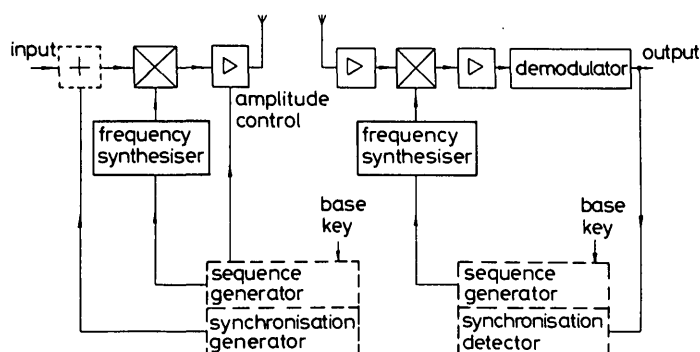 input
+
amplitude
control
frequency
synthesiser
base
key
sequence
generator
synchronisation
generator
demodulator
output
frequency
synthesiser
base
key
sequence
generator
synchronisation
detector